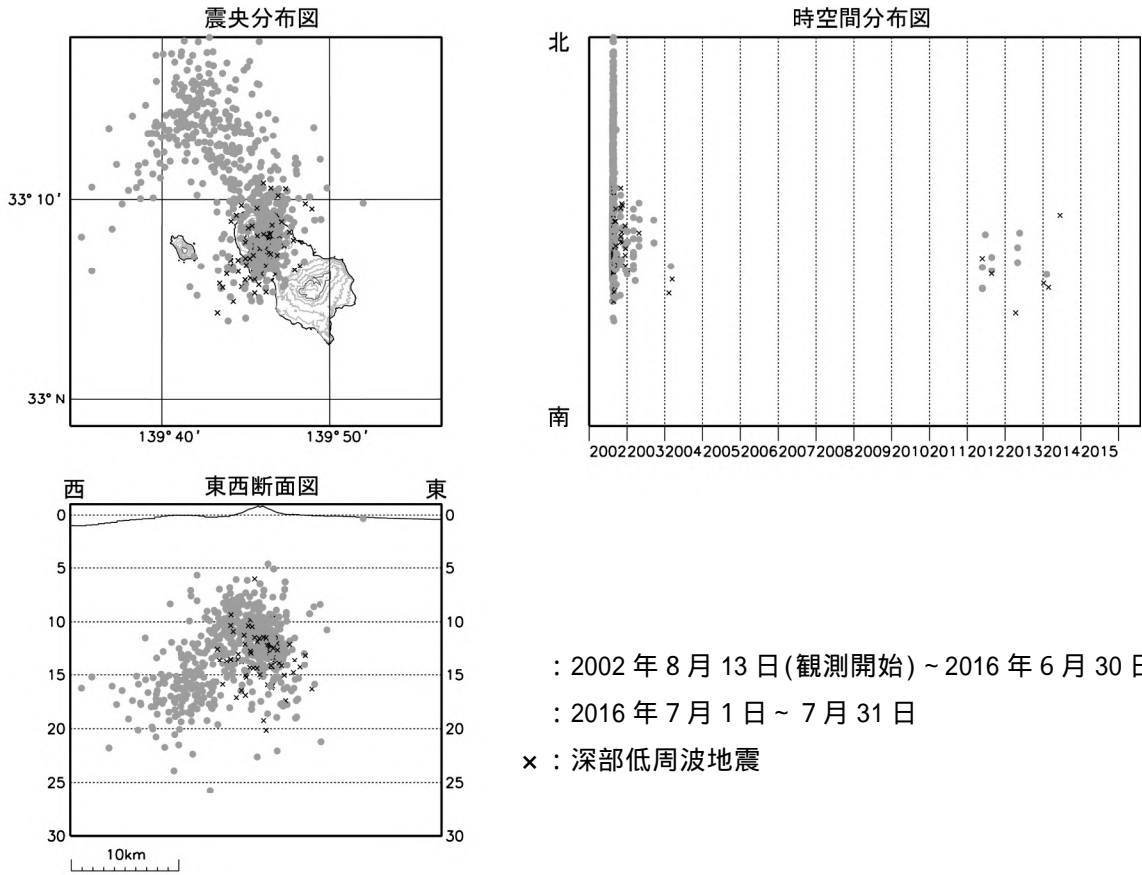 震央分布図
33° 10′
33° N
139° 40′ 139° 50′
時空間分布図
北
南
2002 2003 2004 2005 2006 2007 2008 2009 2010 2011 2012 2013 2014 2015
東西断面図
西 東
0 0
5 5
10 10
15 15
20 20
25 25
30 30
10km
：2002 年 8 月 13 日(観測開始) ~ 2016 年 6 月 30 日
：2016 年 7 月 1 日 ~ 7 月 31 日
×：深部低周波地震